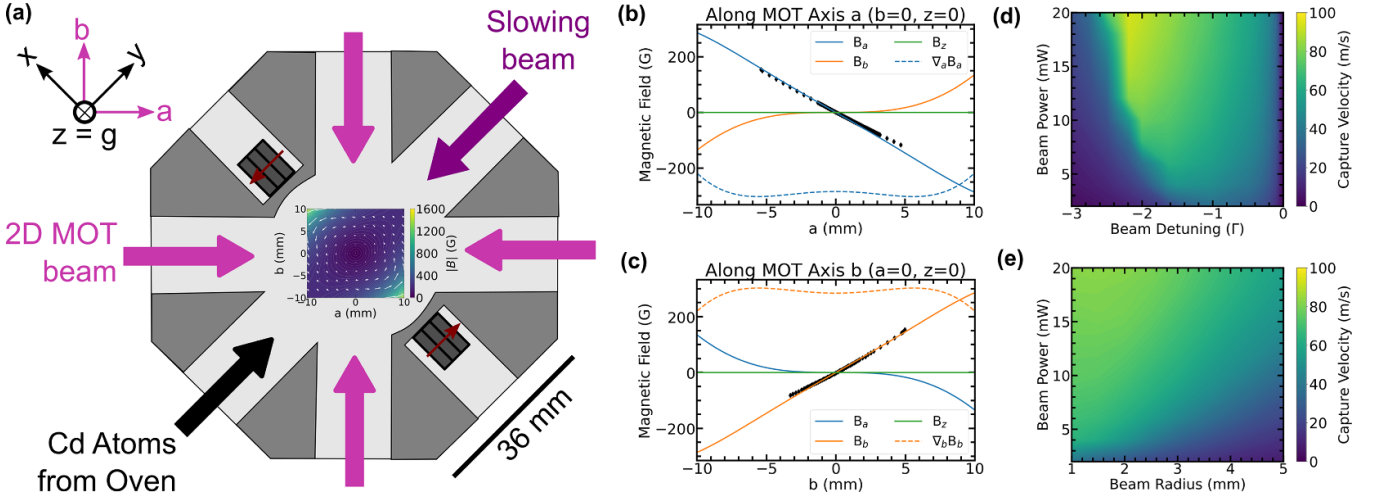 (a)
b
x
y
a
z = g
Slowing
beam
2D MOT
beam
10
5
0
−5
−10
b (mm)
−10
0
10
a (mm)
1600
1200
800
400
0
|B| (G)
Cd Atoms
from Oven
36 mm
(b)
Along MOT Axis a (b=0, z=0)
Magnetic Field (G)
200
0
−200
B_a
B_b
B_z
∇_aB_a
−10
−5
0
5
10
a (mm)
(c)
Along MOT Axis b (a=0, z=0)
Magnetic Field (G)
200
0
−200
B_a
B_b
B_z
∇_bB_b
−10
−5
0
5
10
b (mm)
(d)
Beam Power (mW)
20
15
10
5
−3
−2
−1
0
Beam Detuning (Γ)
100
80
60
40
20
0
Capture Velocity (m/s)
(e)
Beam Power (mW)
20
15
10
5
1
2
3
4
5
Beam Radius (mm)
100
80
60
40
20
0
Capture Velocity (m/s)